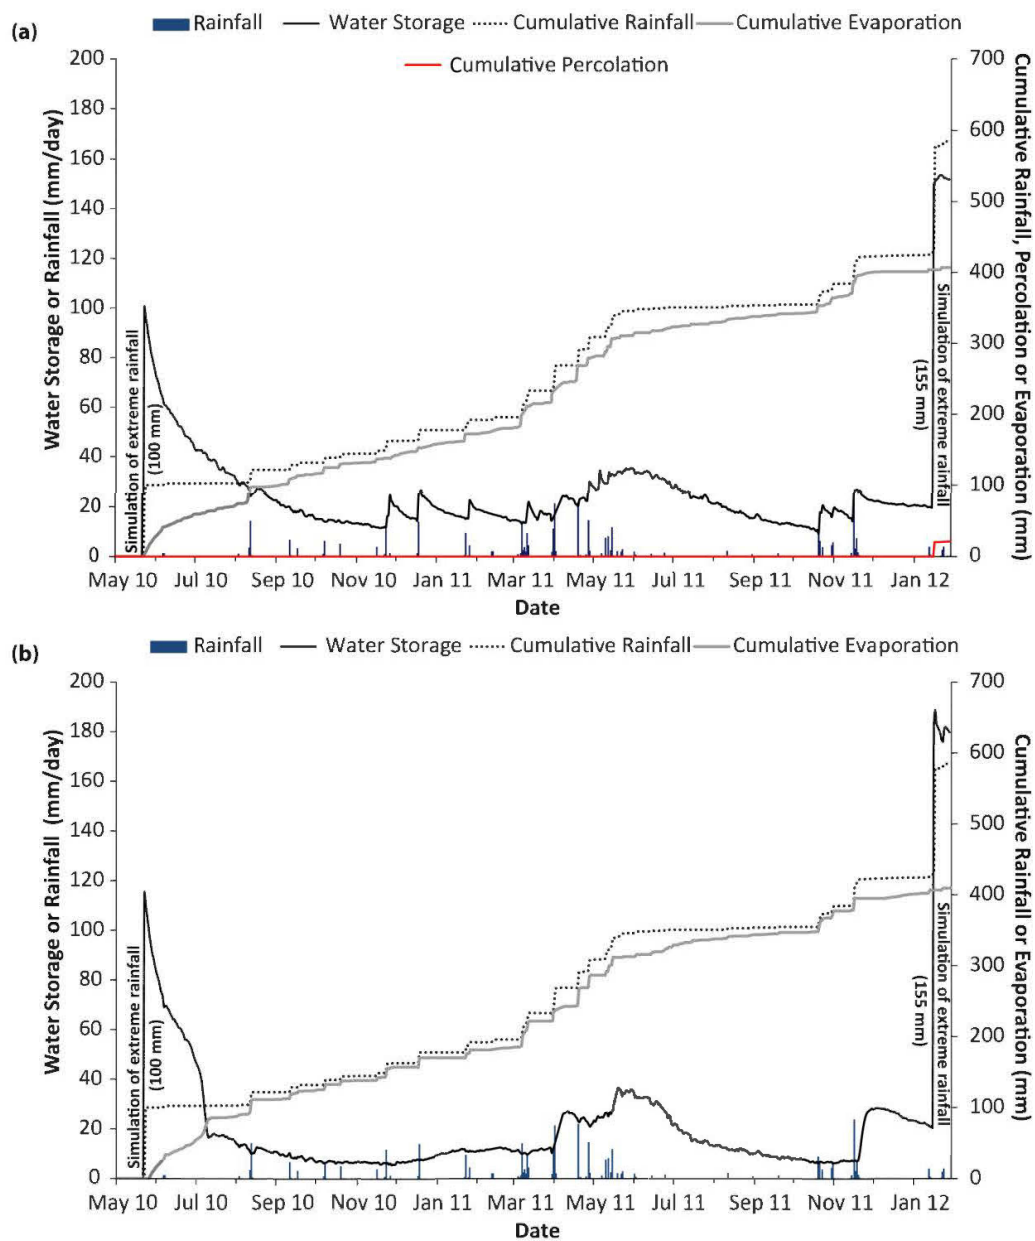 (a)
Rainfall Water Storage Cumulative Rainfall Cumulative Evaporation
Cumulative Percolation
200
180
160
140
120
100
80
60
40
20
0
Water Storage or Rainfall (mm/day)
Simulation of extreme rainfall
(100 mm)
(155 mm)
Simulation of extreme rainfall
700
600
500
400
300
200
100
0
Cumulative Rainfall, Percolation or Evaporation (mm)
May 10 Jul 10 Sep 10 Nov 10 Jan 11 Mar 11 May 11 Jul 11 Sep 11 Nov 11 Jan 12
Date
(b)
Rainfall Water Storage Cumulative Rainfall Cumulative Evaporation
200
180
160
140
120
100
80
60
40
20
0
Water Storage or Rainfall (mm/day)
Simulation of extreme rainfall
(100 mm)
(155 mm)
Simulation of extreme rainfall
700
600
500
400
300
200
100
0
Cumulative Rainfall or Evaporation (mm)
May 10 Jul 10 Sep 10 Nov 10 Jan 11 Mar 11 May 11 Jul 11 Sep 11 Nov 11 Jan 12
Date